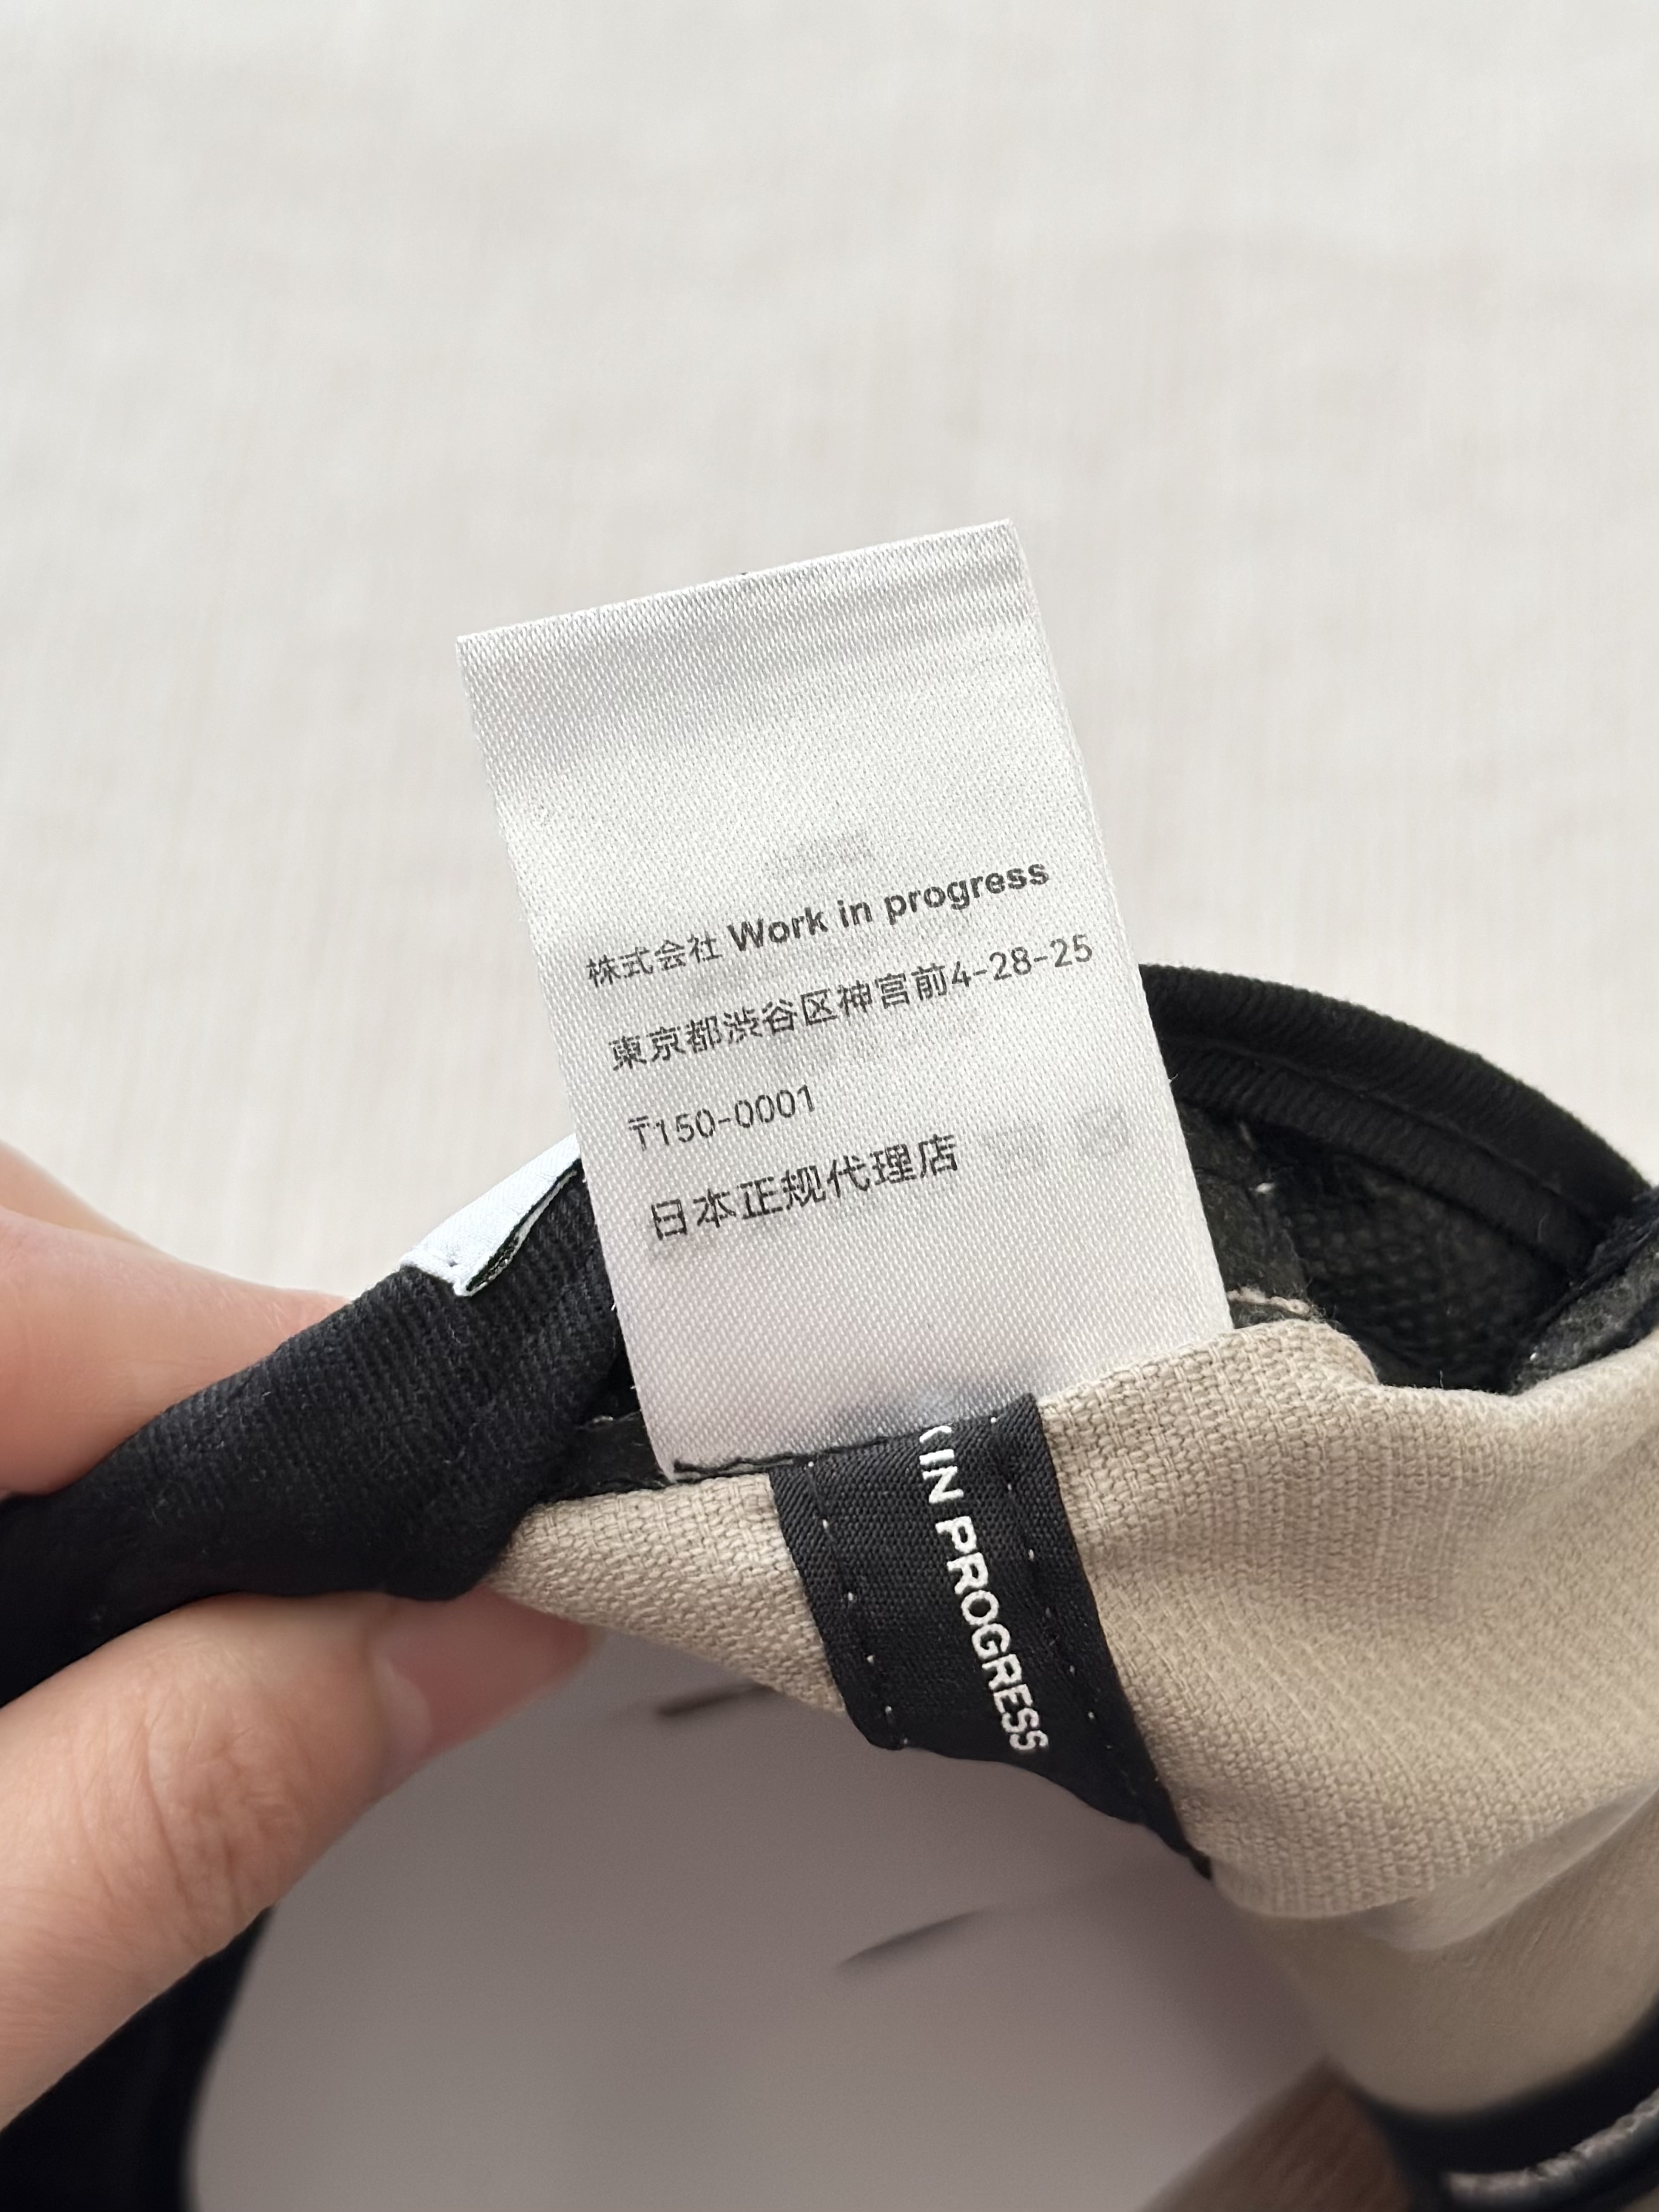 株式会社 Work in progress
東京都渋谷区神宮前4-28-25
〒150-0001
日本正规代理店
IN PROGRESS